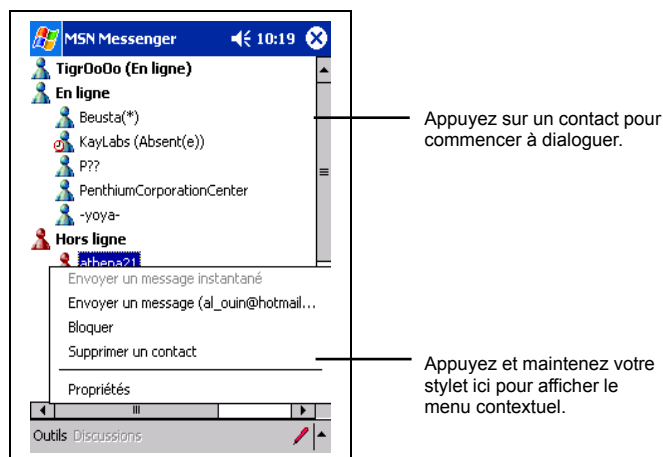 MSN Messenger 10:19
TigrOoOo (En ligne)
En ligne
Beusta(*)
KayLabs (Absent(e))
P??
PenthiumCorporationCenter
-yoya-
Hors ligne
athena21
Envoyer un message instantané
Envoyer un message (al_ouin@hotmail...
Bloquer
Supprimer un contact
Propriétés
Outils Discussions
Appuyez sur un contact pour
commencer à dialoguer.
Appuyez et maintenez votre
stylet ici pour afficher le
menu contextuel.